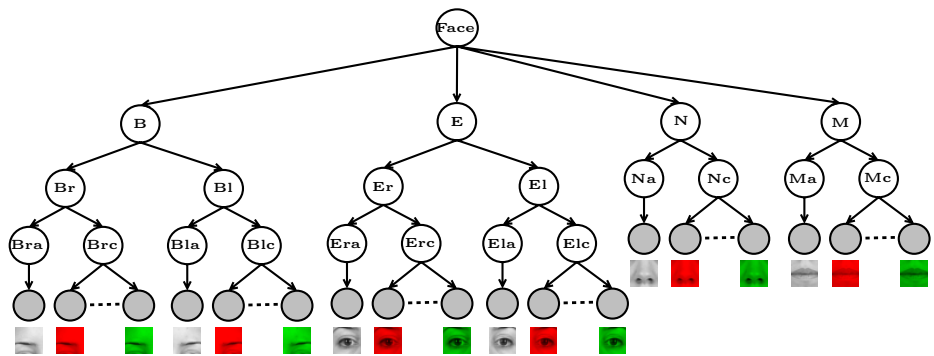 Face
B E N M
Br Bl Er El Na Nc Ma Mc
Bra Brc Bla Blc Era Erc Ela Elc